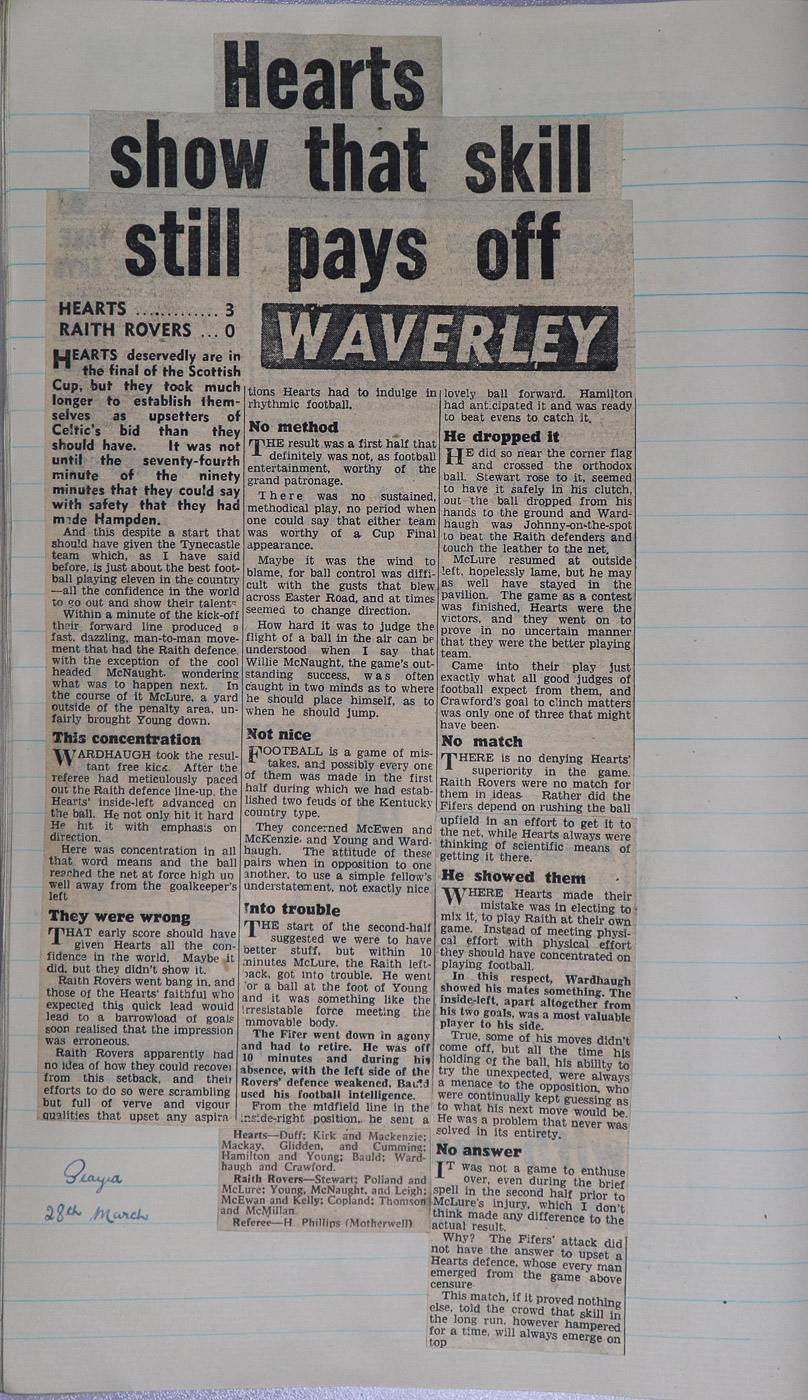 Hearts
show that skill
still pays off
HEARTS ............ 3
RAITH ROVERS ... 0
WAVERLEY
HEARTS deservedly are in
the final of the Scottish
Cup, but they took much
longer to establish them-
selves as upsetters of
Celtic's bid than they
should have. It was not
until the seventy-fourth
minute of the ninety
minutes that they could say
with safety that they had
made Hampden.
And this despite a start that
should have given the Tynecastle
team which, as I have said
before, is just about the best foot-
ball playing eleven in the country
—all the confidence in the world
to go out and show their talents
Within a minute of the kick-off
their forward line produced a
fast, dazzling, man-to-man move-
ment that had the Raith defence,
with the exception of the cool
headed McNaught, wondering
what was to happen next. In
the course of it McLure, a yard
outside of the penalty area, un-
fairly brought Young down.
This concentration
WARDHAUGH took the resul-
tant free kick. After the
referee had meticulously paced
out the Raith defence line-up, the
Hearts' inside-left advanced on
the ball. He not only hit it hard
He hit it with emphasis on
direction.
Here was concentration in all
that word means and the ball
reached the net at force high up
well away from the goalkeeper's
left
They were wrong
THAT early score should have
given Hearts all the con-
fidence in the world. Maybe it
did, but they didn't show it.
Raith Rovers went bang in, and
those of the Hearts' faithful who
expected this quick lead would
lead to a barrowload of goals
soon realised that the impression
was erroneous.
Raith Rovers apparently had
no idea of how they could recover
from this setback, and their
efforts to do so were scrambling
but full of verve and vigour
qualities that upset any aspira
tions Hearts had to indulge in
rhythmic football.
No method
THE result was a first half that
definitely was not, as football
entertainment, worthy of the
grand patronage.
There was no sustained,
methodical play, no period when
one could say that either team
was worthy of a Cup Final
appearance.
Maybe it was the wind to
blame, for ball control was diffi-
cult with the gusts that blew
across Easter Road, and at times
seemed to change direction.
How hard it was to judge the
flight of a ball in the air can be
understood when I say that
Willie McNaught, the game's out-
standing success, was often
caught in two minds as to where
he should place himself, as to
when he should jump.
Not nice
FOOTBALL is a game of mis-
takes, and possibly every one
of them was made in the first
half during which we had estab-
lished two feuds of the Kentucky
country type.
They concerned McEwen and
McKenzie, and Young and Ward-
haugh. The attitude of these
pairs when in opposition to one
another, to use a simple fellow's
understatement, not exactly nice
Into trouble
THE start of the second-half
suggested we were to have
better stuff, but within 10
minutes McLure, the Raith left-
back, got into trouble. He went
for a ball at the foot of Young
and it was something like the
irresistable force meeting the
immovable body.
The Fifer went down in agony
and had to retire. He was off
10 minutes and during his
absence, with the left side of the
Rovers' defence weakened, Bauld
used his football intelligence.
From the midfield line in the
inside-right position, he sent a
lovely ball forward. Hamilton
had anticipated it and was ready
to beat evens to catch it.
He dropped it
HE did so near the corner flag
and crossed the orthodox
ball. Stewart rose to it, seemed
to have it safely in his clutch,
out the ball dropped from his
hands to the ground and Ward-
haugh was Johnny-on-the-spot
to beat the Raith defenders and
touch the leather to the net.
McLure resumed at outside
left, hopelessly lame, but he may
as well have stayed in the
pavilion. The game as a contest
was finished, Hearts were the
victors, and they went on to
prove in no uncertain manner
that they were the better playing
team.
Came into their play just
exactly what all good judges of
football expect from them, and
Crawford's goal to clinch matters
was only one of three that might
have been.
No match
THERE is no denying Hearts'
superiority in the game.
Raith Rovers were no match for
them in ideas. Rather did the
Fifers depend on rushing the ball
upfield in an effort to get it to
the net, while Hearts always were
thinking of scientific means of
getting it there.
He showed them
WHERE Hearts made their
mistake was in electing to
mix it, to play Raith at their own
game. Instead of meeting physi-
cal effort with physical effort
they should have concentrated on
playing football.
In this respect, Wardhaugh
showed his mates something. The
inside-left, apart altogether from
his two goals, was a most valuable
player to his side.
True, some of his moves didn't
come off, but all the time his
holding of the ball, his ability to
try the unexpected, were always
a menace to the opposition, who
were continually kept guessing as
to what his next move would be.
He was a problem that never was
solved in its entirety.
No answer
IT was not a game to enthuse
over, even during the brief
spell in the second half prior to
McLure's injury, which I don't
think made any difference to the
actual result.
Why? The Fifers' attack did
not have the answer to upset a
Hearts defence, whose every man
emerged from the game above
censure
This match, if it proved nothing
else, told the crowd that skill in
the long run, however hampered
for a time, will always emerge on
top
Hearts—Duff; Kirk and Mackenzie;
Mackay, Glidden, and Cumming;
Hamilton and Young; Bauld; Ward-
haugh and Crawford.
Raith Rovers—Stewart; Polland and
McLure; Young, McNaught, and Leigh;
McEwan and Kelly; Copland; Thomson
and McMillan
Referee—H Phillips (Motherwell)
28th March